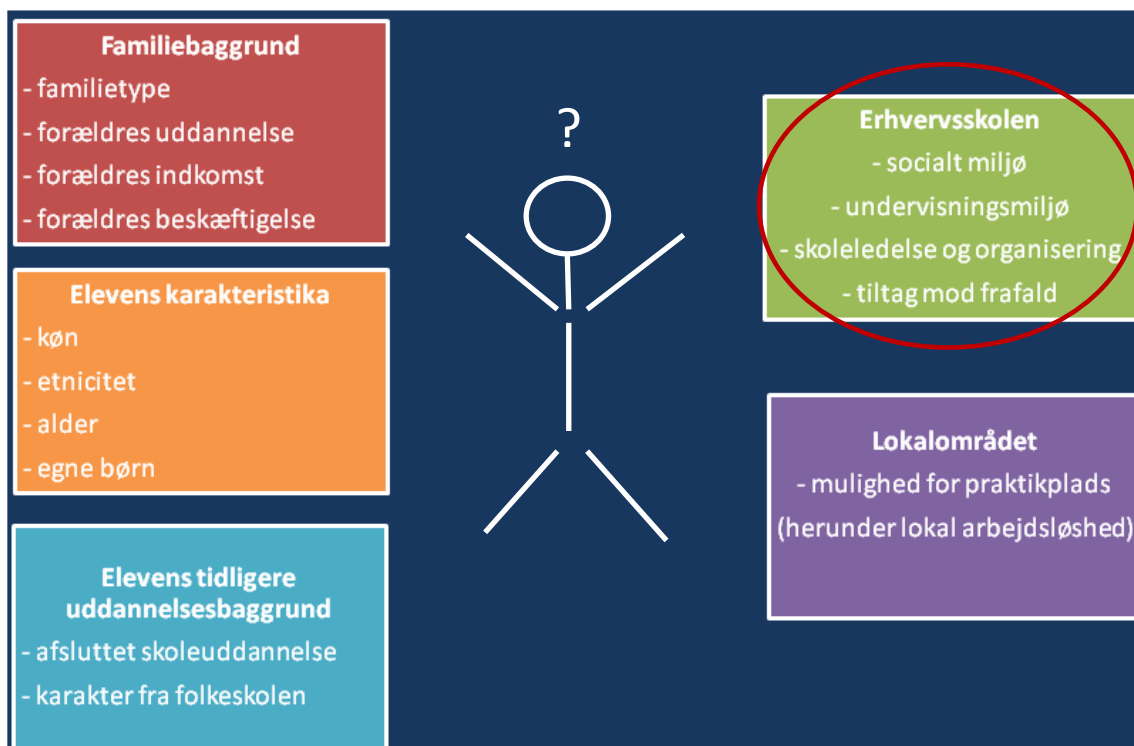 Familiebaggrund
- familietype
- forældres uddannelse
- forældres indkomst
- forældres beskæftigelse
Elevens karakteristika
- køn
- etnicitet
- alder
- egne børn
Elevens tidligere
uddannelsesbaggrund
- afsluttet skoleuddannelse
- karakter fra folkeskolen
?
Erhvervsskolen
- socialt miljø
- undervisningsmiljø
- skoleledelse og organisering
- tiltag mod frafald
Lokalområdet
- mulighed for praktikplads
(herunder lokal arbejdsløshed)